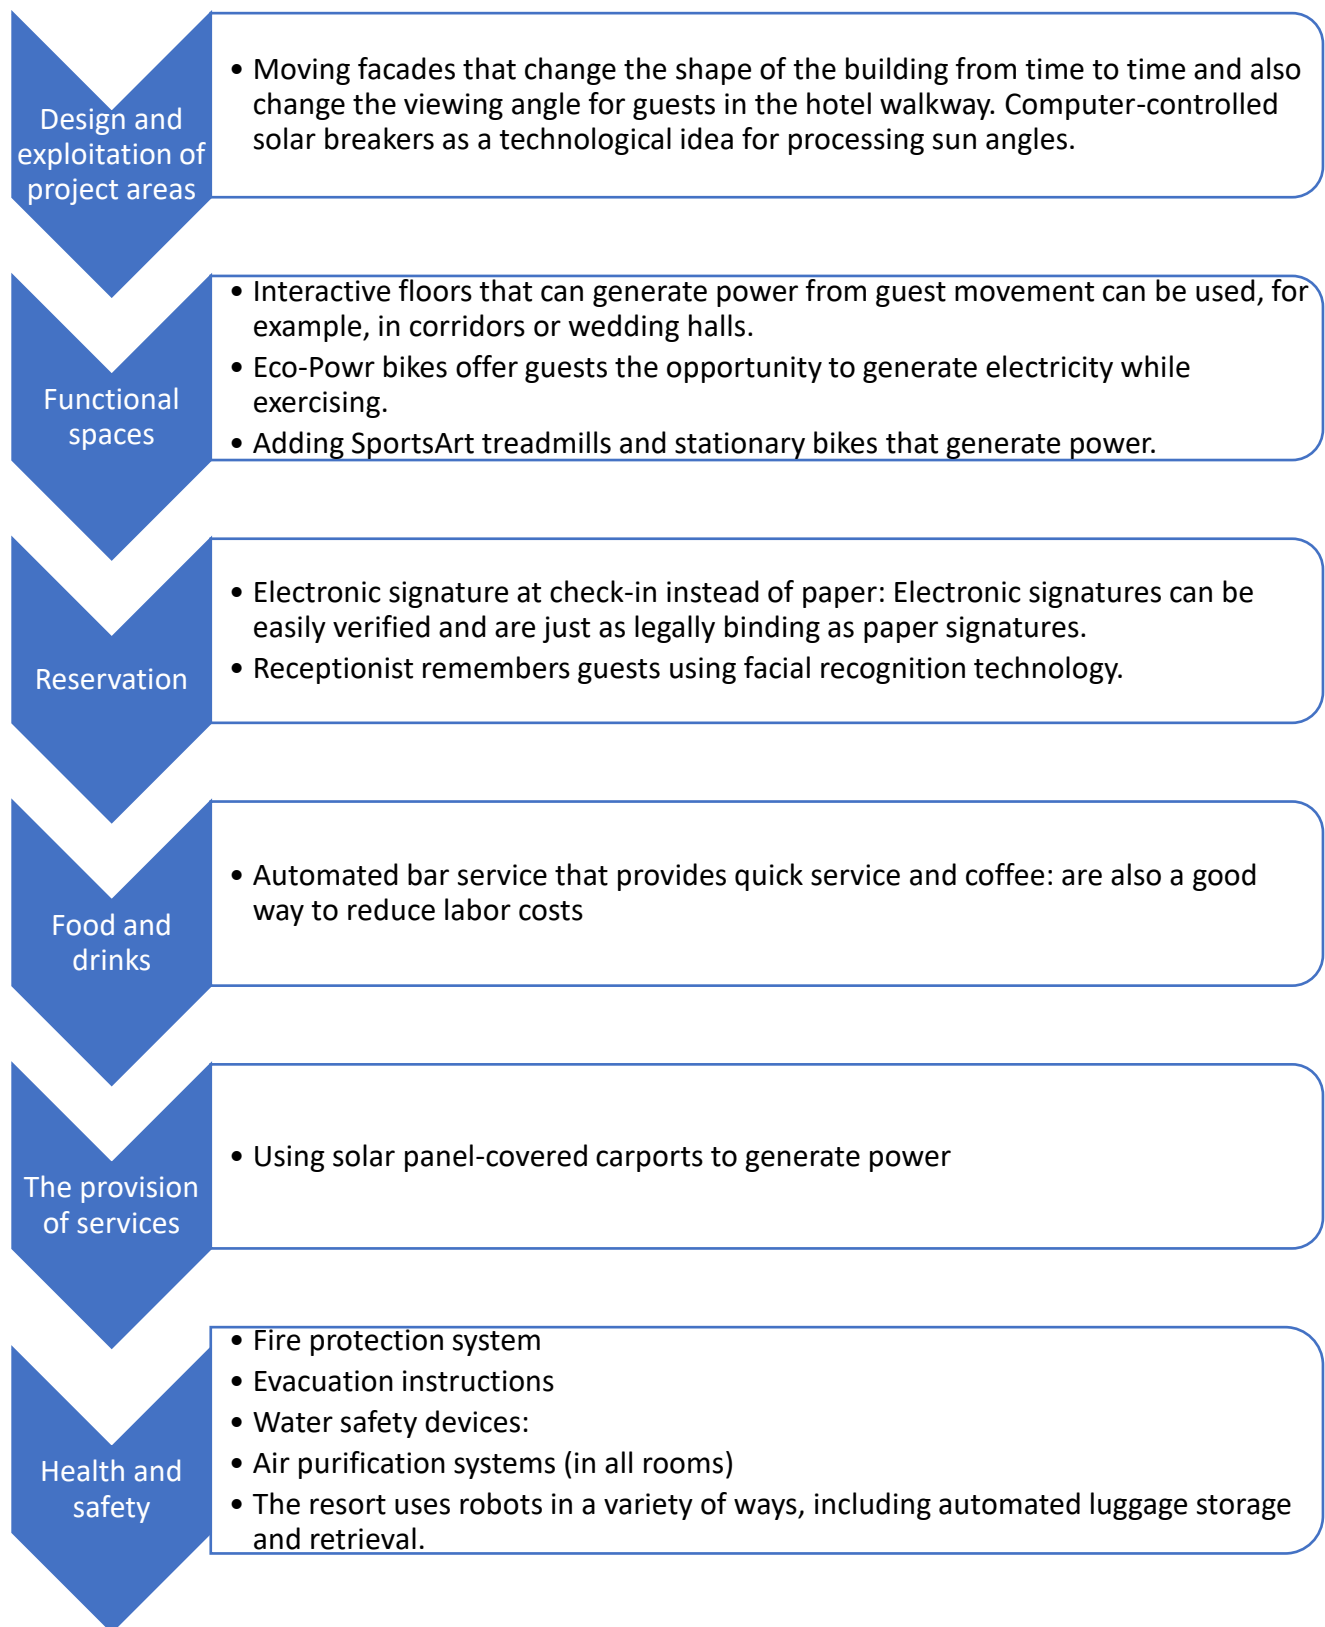 Design and
exploitation of
project areas
• Moving facades that change the shape of the building from time to time and also
change the viewing angle for guests in the hotel walkway. Computer-controlled
solar breakers as a technological idea for processing sun angles.
Functional
spaces
• Interactive floors that can generate power from guest movement can be used, for
example, in corridors or wedding halls.
• Eco-Powr bikes offer guests the opportunity to generate electricity while
exercising.
• Adding SportsArt treadmills and stationary bikes that generate power.
Reservation
• Electronic signature at check-in instead of paper: Electronic signatures can be
easily verified and are just as legally binding as paper signatures.
• Receptionist remembers guests using facial recognition technology.
Food and
drinks
• Automated bar service that provides quick service and coffee: are also a good
way to reduce labor costs
The provision
of services
• Using solar panel-covered carports to generate power
Health and
safety
• Fire protection system
• Evacuation instructions
• Water safety devices:
• Air purification systems (in all rooms)
• The resort uses robots in a variety of ways, including automated luggage storage
and retrieval.